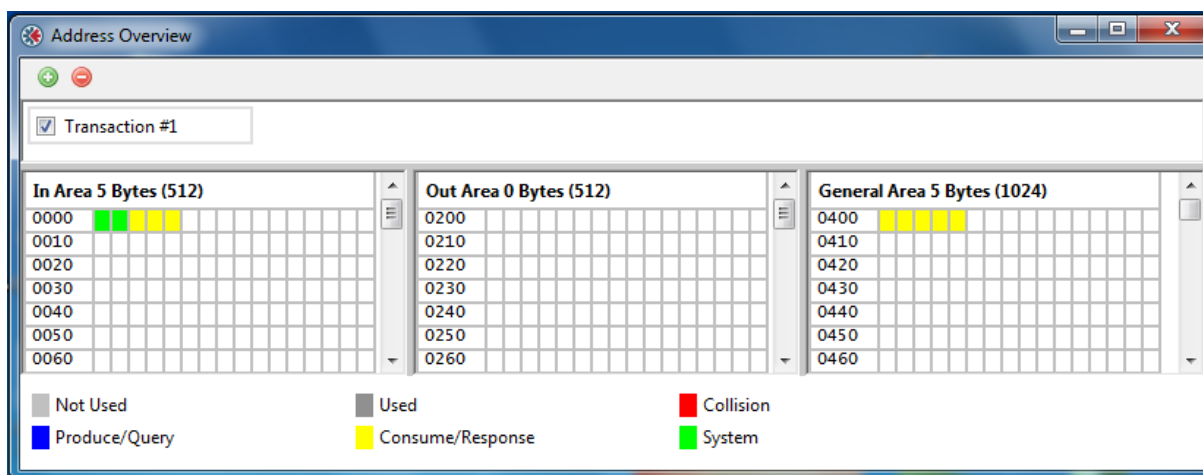 Address Overview
Transaction #1
In Area 5 Bytes (512)
0000
0010
0020
0030
0040
0050
0060
Out Area 0 Bytes (512)
0200
0210
0220
0230
0240
0250
0260
General Area 5 Bytes (1024)
0400
0410
0420
0430
0440
0450
0460
Not Used
Used
Collision
Produce/Query
Consume/Response
System